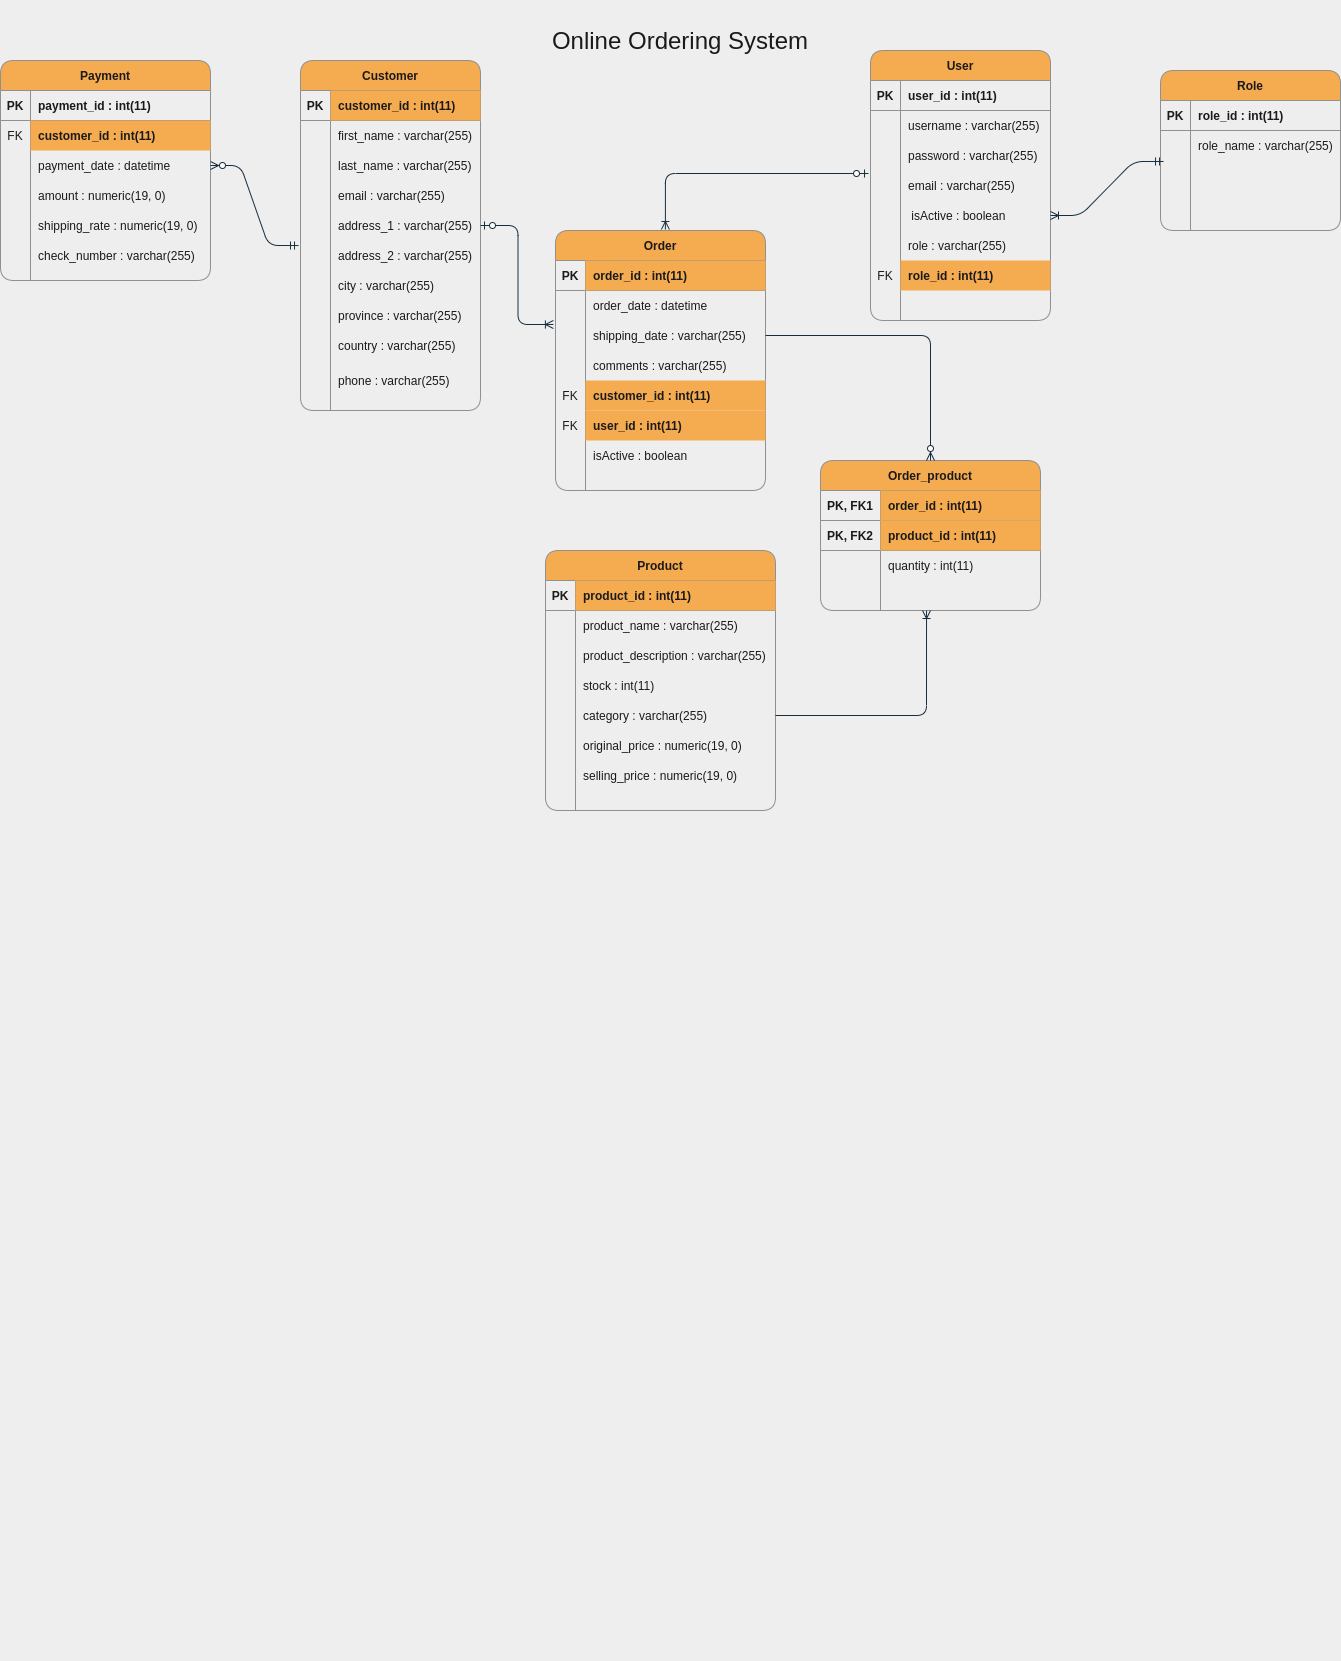 Online Ordering System
Payment
PK payment_id : int(11)
FK customer_id : int(11)
payment_date : datetime
amount : numeric(19, 0)
shipping_rate : numeric(19, 0)
check_number : varchar(255)
Customer
PK customer_id : int(11)
first_name : varchar(255)
last_name : varchar(255)
email : varchar(255)
address_1 : varchar(255)
address_2 : varchar(255)
city : varchar(255)
province : varchar(255)
country : varchar(255)
phone : varchar(255)
Order
PK order_id : int(11)
order_date : datetime
shipping_date : varchar(255)
comments : varchar(255)
FK customer_id : int(11)
FK user_id : int(11)
isActive : boolean
User
PK user_id : int(11)
username : varchar(255)
password : varchar(255)
email : varchar(255)
isActive : boolean
role : varchar(255)
FK role_id : int(11)
Role
PK role_id : int(11)
role_name : varchar(255)
Order_product
PK, FK1 order_id : int(11)
PK, FK2 product_id : int(11)
quantity : int(11)
Product
PK product_id : int(11)
product_name : varchar(255)
product_description : varchar(255)
stock : int(11)
category : varchar(255)
original_price : numeric(19, 0)
selling_price : numeric(19, 0)